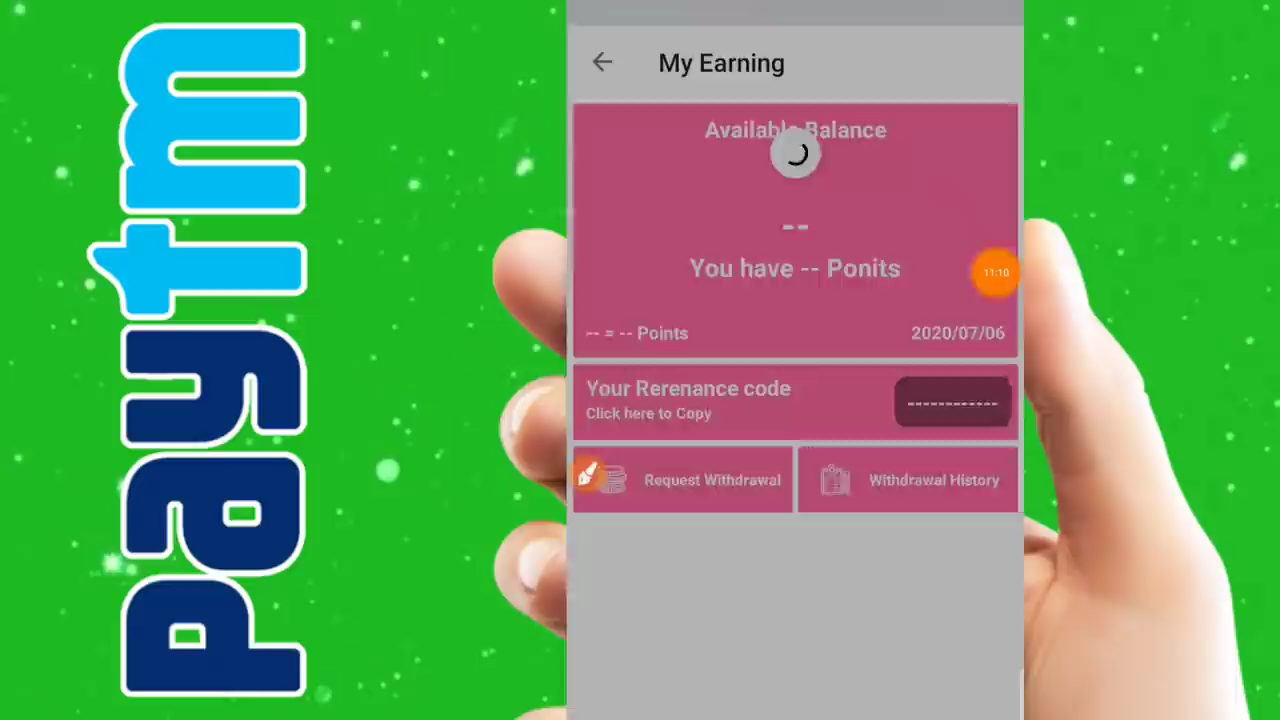 paytm
My Earning
Available Balance
--
You have -- Ponits
11:10
-- = -- Points
2020/07/06
Your Rerenance code
Click here to Copy
------------
Request Withdrawal
Withdrawal History